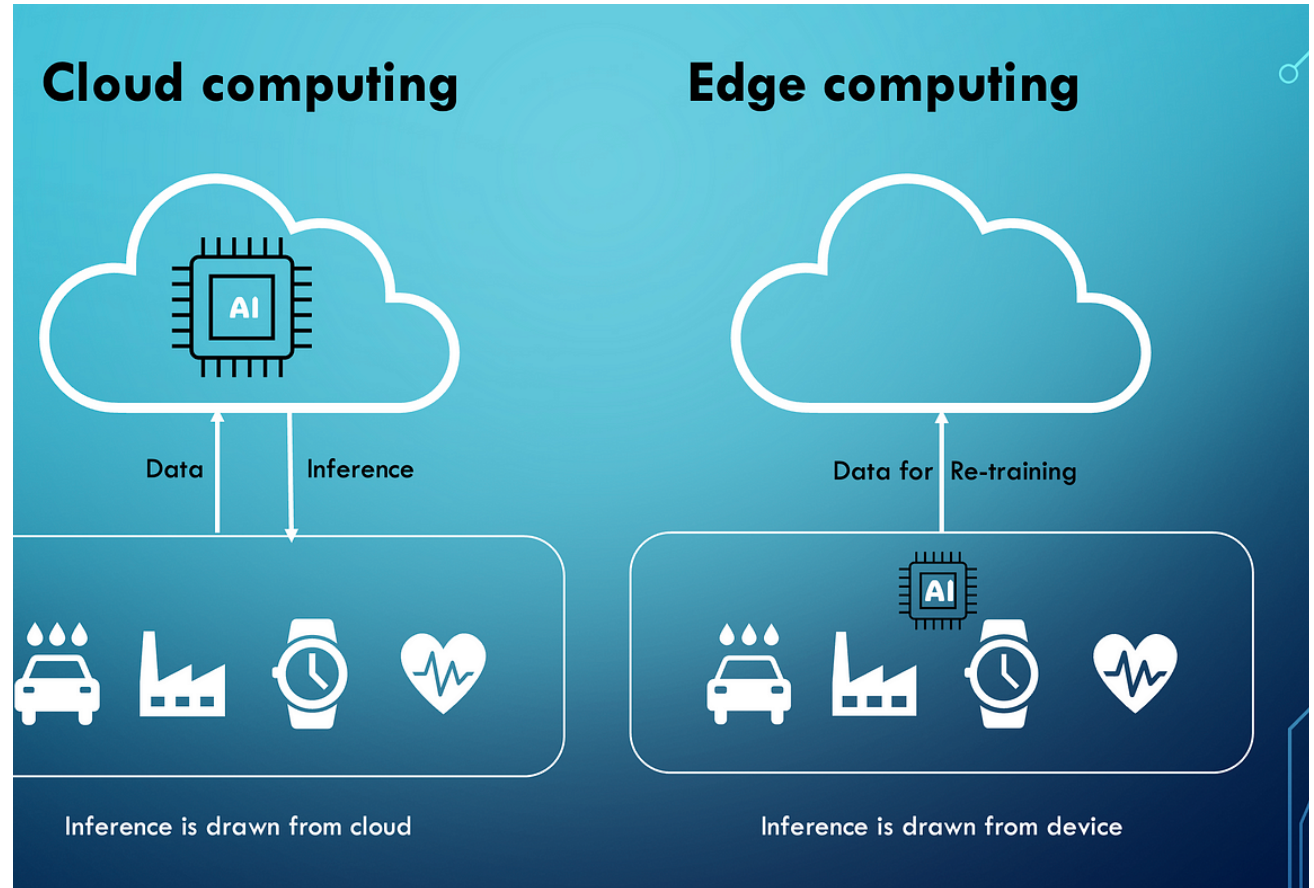 Cloud computing
AI
Data
Inference
Inference is drawn from cloud
Edge computing
Data for Re-training
AI
Inference is drawn from device